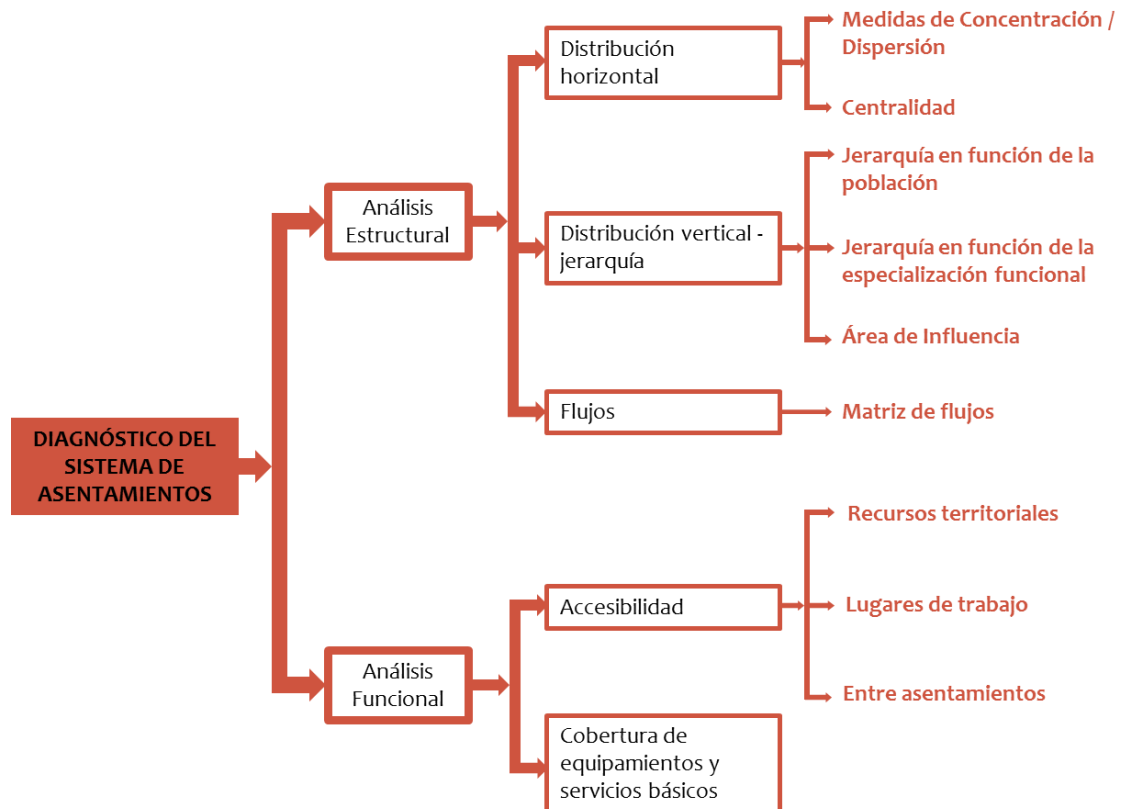 DIAGNÓSTICO DEL
SISTEMA DE
ASENTAMIENTOS
Análisis
Estructural
Distribución
horizontal
Medidas de Concentración /
Dispersión
Centralidad
Distribución vertical -
jerarquía
Jerarquía en función de la
población
Jerarquía en función de la
especialización funcional
Área de Influencia
Flujos
Matriz de flujos
Análisis
Funcional
Accesibilidad
Recursos territoriales
Lugares de trabajo
Entre asentamientos
Cobertura de
equipamientos y
servicios básicos